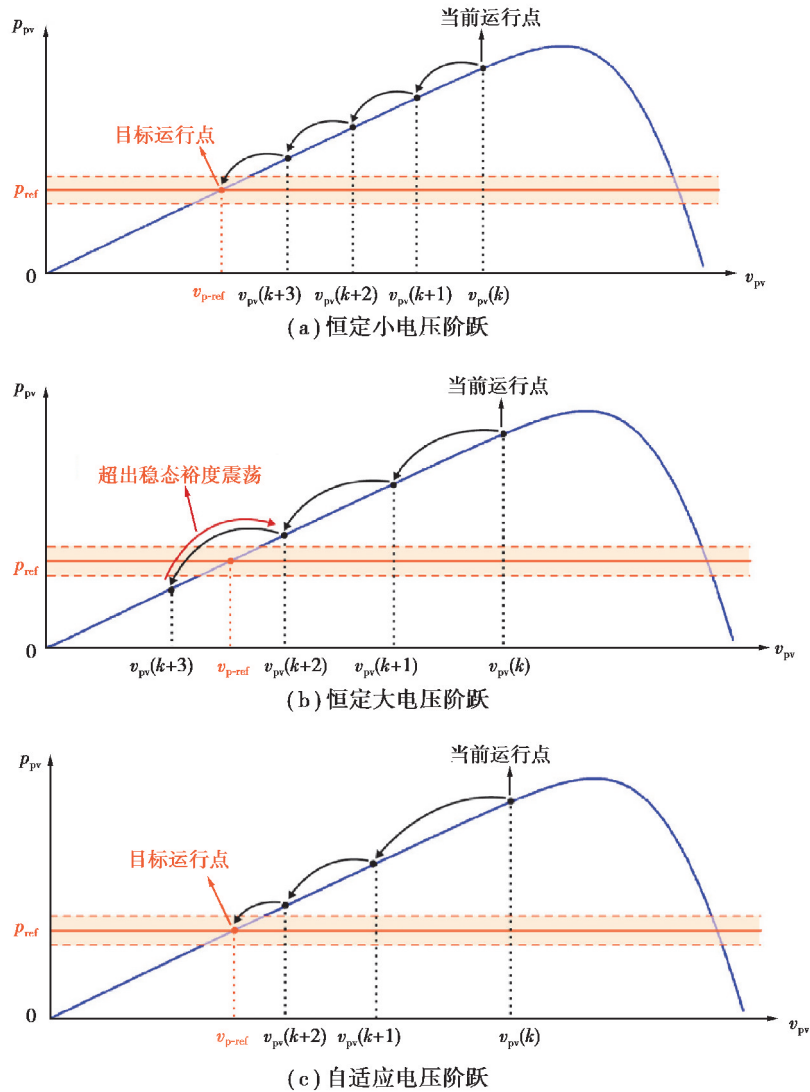 p_pv
当前运行点
目标运行点
p_ref
0
v_pv
v_p-ref v_pv(k+3) v_pv(k+2) v_pv(k+1) v_pv(k)
(a)恒定小电压阶跃
p_pv
当前运行点
超出稳态裕度震荡
p_ref
0
v_pv
v_pv(k+3) v_p-ref v_pv(k+2) v_pv(k+1) v_pv(k)
(b)恒定大电压阶跃
p_pv
当前运行点
目标运行点
p_ref
0
v_pv
v_p-ref v_pv(k+2) v_pv(k+1) v_pv(k)
(c)自适应电压阶跃